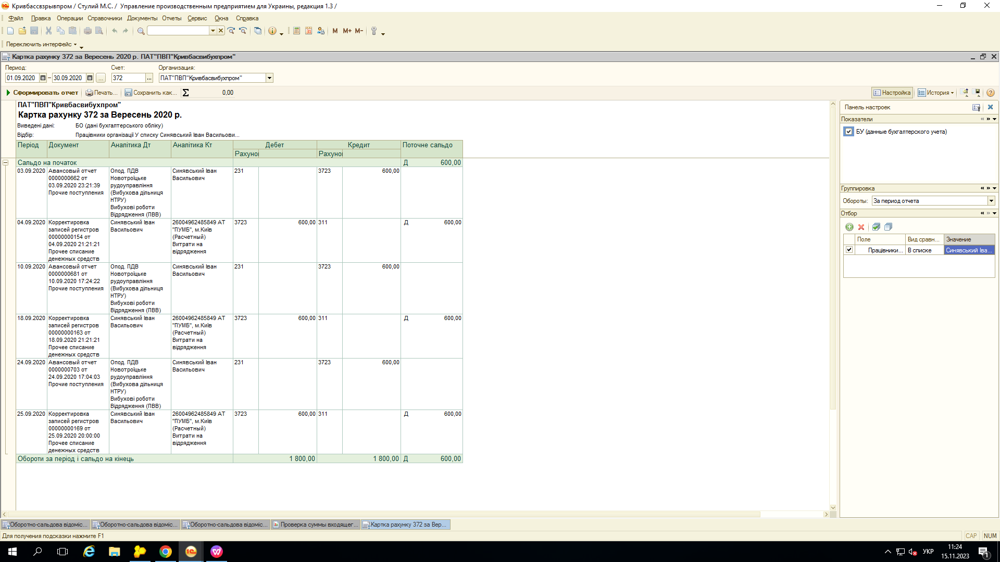 Кривбассвзрывпром / Стулий М.С. / Управление производственным предприятием для Украины, редакция 1.3 /
Файл Правка Операции Справочники Документы Отчеты Сервис Окна Справка
M M+ M-
Переключить интерфейс
Картка рахунку 372 за Вересень 2020 р. ПАТ"ПВП"Кривбасвибухпром"
Период: Счет: Организация:
01.09.2020 – 30.09.2020 ... 372 ... ПАТ"ПВП"Кривбасвибухпром"
Сформировать отчет Печать... Сохранить как... Σ 0,00 Настройка История
ПАТ"ПВП"Кривбасвибухпром"
Картка рахунку 372 за Вересень 2020 р.
Виведені дані: БО (дані бухгалтерського обліку)
Відбір: Працівники організації У списку Синявський Іван Васильови...
Період Документ Аналітика Дт Аналітика Кт Дебет Кредит Поточне сальдо
Рахуно Рахуно
Сальдо на початок Д 600,00
03.09.2020 Авансовый отчет Опод. ПДВ Синявський Іван 231 3723 600,00
0000000662 от Новотроїцьке Васильович
03.09.2020 23:21:39 рудоуправління
Прочие поступления (Вибухова дільниця
НТРУ)
Вибухові роботи
Відрядження (ПВВ)
04.09.2020 Корректировка Синявський Іван 26004962485849 АТ 3723 600,00 311 Д 600,00
записей регистров Васильович "ПУМБ", м.Київ
00000000154 от (Расчетный)
04.09.2020 21:21:21 Витрати на
Прочее списание відрядження
денежных средств
10.09.2020 Авансовый отчет Опод. ПДВ Синявський Іван 231 3723 600,00
0000000681 от Новотроїцьке Васильович
10.09.2020 17:24:22 рудоуправління
Прочие поступления (Вибухова дільниця
НТРУ)
Вибухові роботи
Відрядження (ПВВ)
18.09.2020 Корректировка Синявський Іван 26004962485849 АТ 3723 600,00 311 Д 600,00
записей регистров Васильович "ПУМБ", м.Київ
00000000163 от (Расчетный)
18.09.2020 21:21:21 Витрати на
Прочее списание відрядження
денежных средств
24.09.2020 Авансовый отчет Опод. ПДВ Синявський Іван 231 3723 600,00
0000000703 от Новотроїцьке Васильович
24.09.2020 17:04:03 рудоуправління
Прочие поступления (Вибухова дільниця
НТРУ)
Вибухові роботи
Відрядження (ПВВ)
25.09.2020 Корректировка Синявський Іван 26004962485849 АТ 3723 600,00 311 Д 600,00
записей регистров Васильович "ПУМБ", м.Київ
00000000169 от (Расчетный)
25.09.2020 20:00:00 Витрати на
Прочее списание відрядження
денежных средств
Обороти за період і сальдо на кінець 1 800,00 1 800,00 Д 600,00
Панель настроек
Показатели
БУ (данные бухгалтерского учета)
Группировка
Обороты: За период отчета
Отбор
Поле Вид сравн... Значение
Працівники... В списке Синявський Іва...
Оборотно-сальдова відоміс... Оборотно-сальдова відоміс... Оборотно-сальдова відоміс... Проверка суммы входящег... Картка рахунку 372 за Вер...
Для получения подсказки нажмите F1 CAP NUM
УКР 11:24
15.11.2023
1